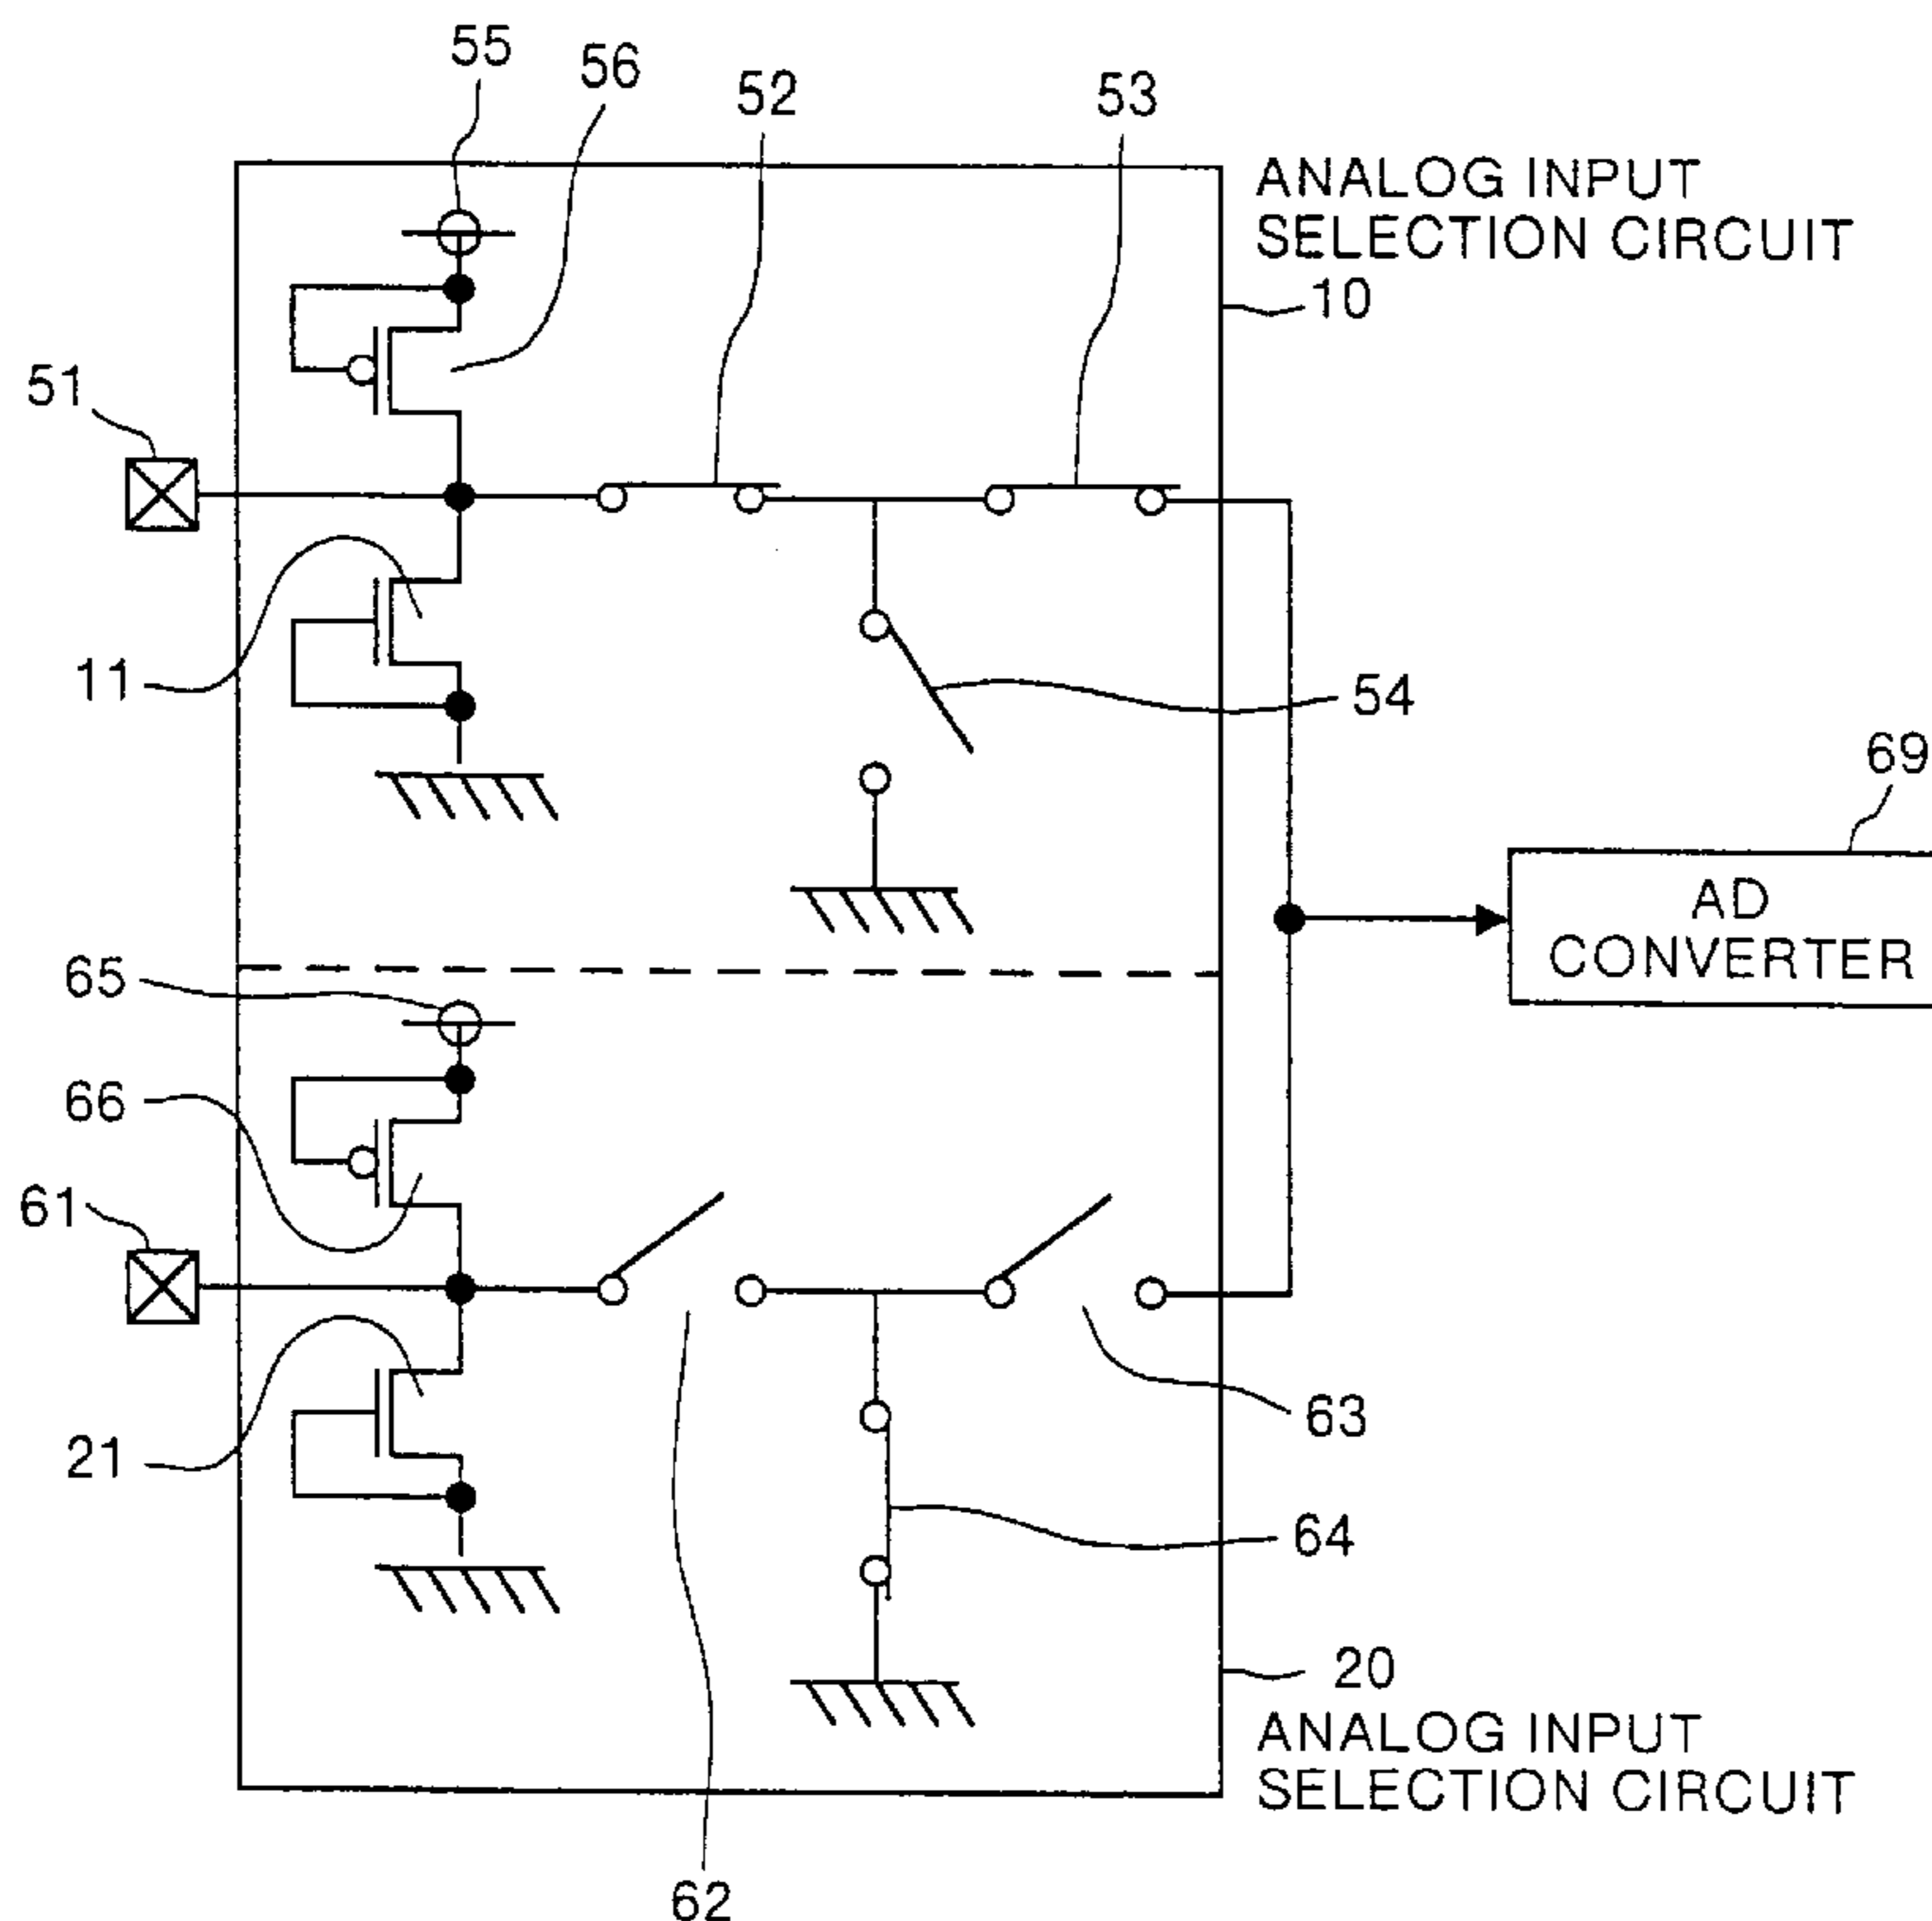 55
56
52
53
ANALOG INPUT
SELECTION CIRCUIT
10
51
11
54
69
AD
CONVERTER
65
66
61
21
63
64
20
ANALOG INPUT
SELECTION CIRCUIT
62